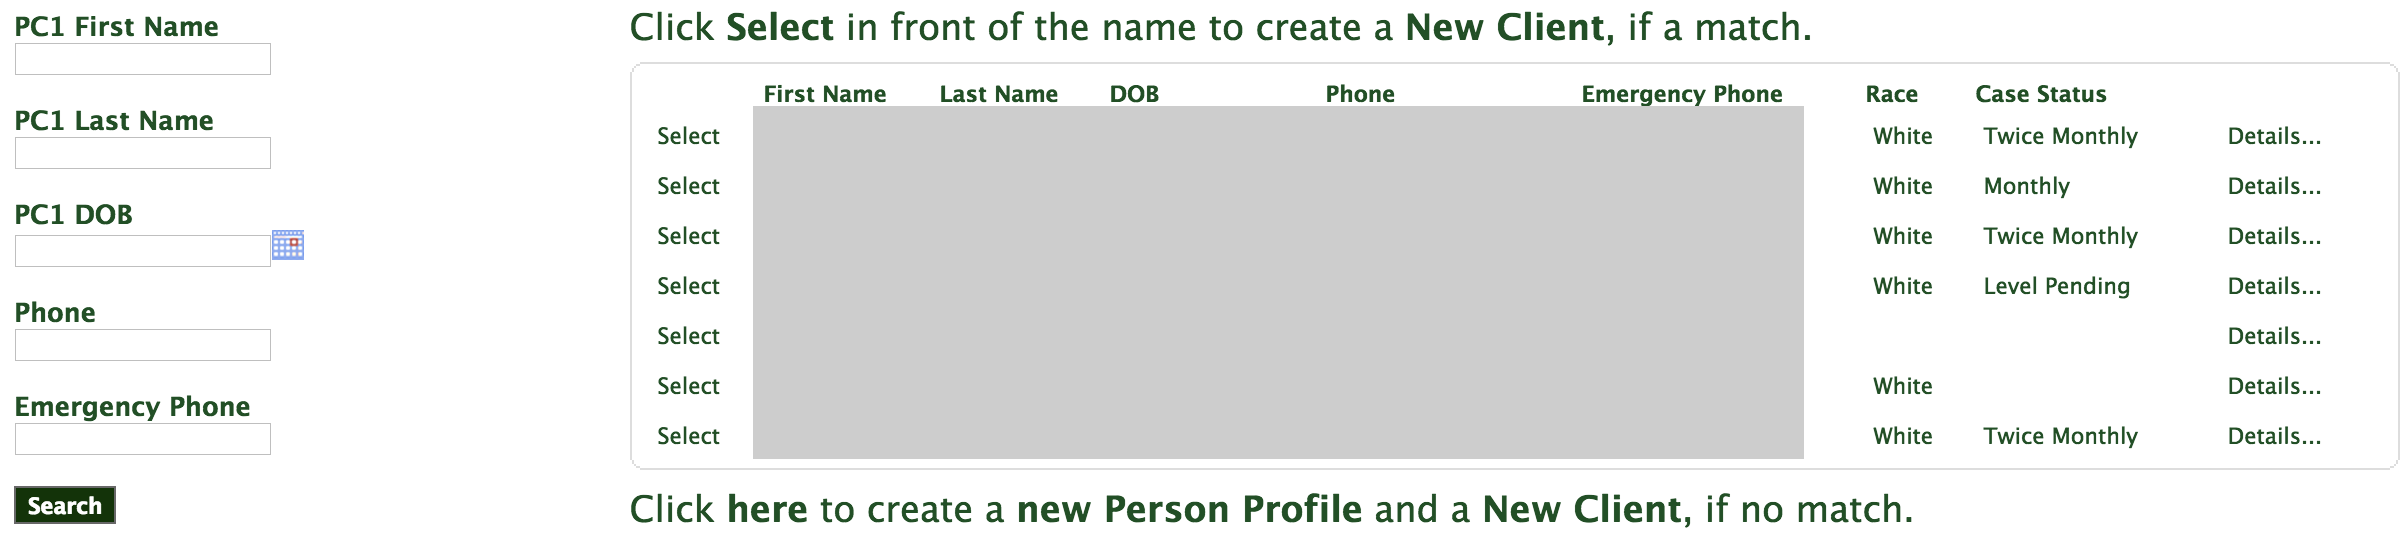 PC1 First Name
PC1 Last Name
PC1 DOB
Phone
Emergency Phone
Search
Click Select in front of the name to create a New Client, if a match.
First Name Last Name DOB Phone Emergency Phone Race Case Status
Select White Twice Monthly Details...
Select White Monthly Details...
Select White Twice Monthly Details...
Select White Level Pending Details...
Select Details...
Select White Details...
Select White Twice Monthly Details...
Click here to create a new Person Profile and a New Client, if no match.